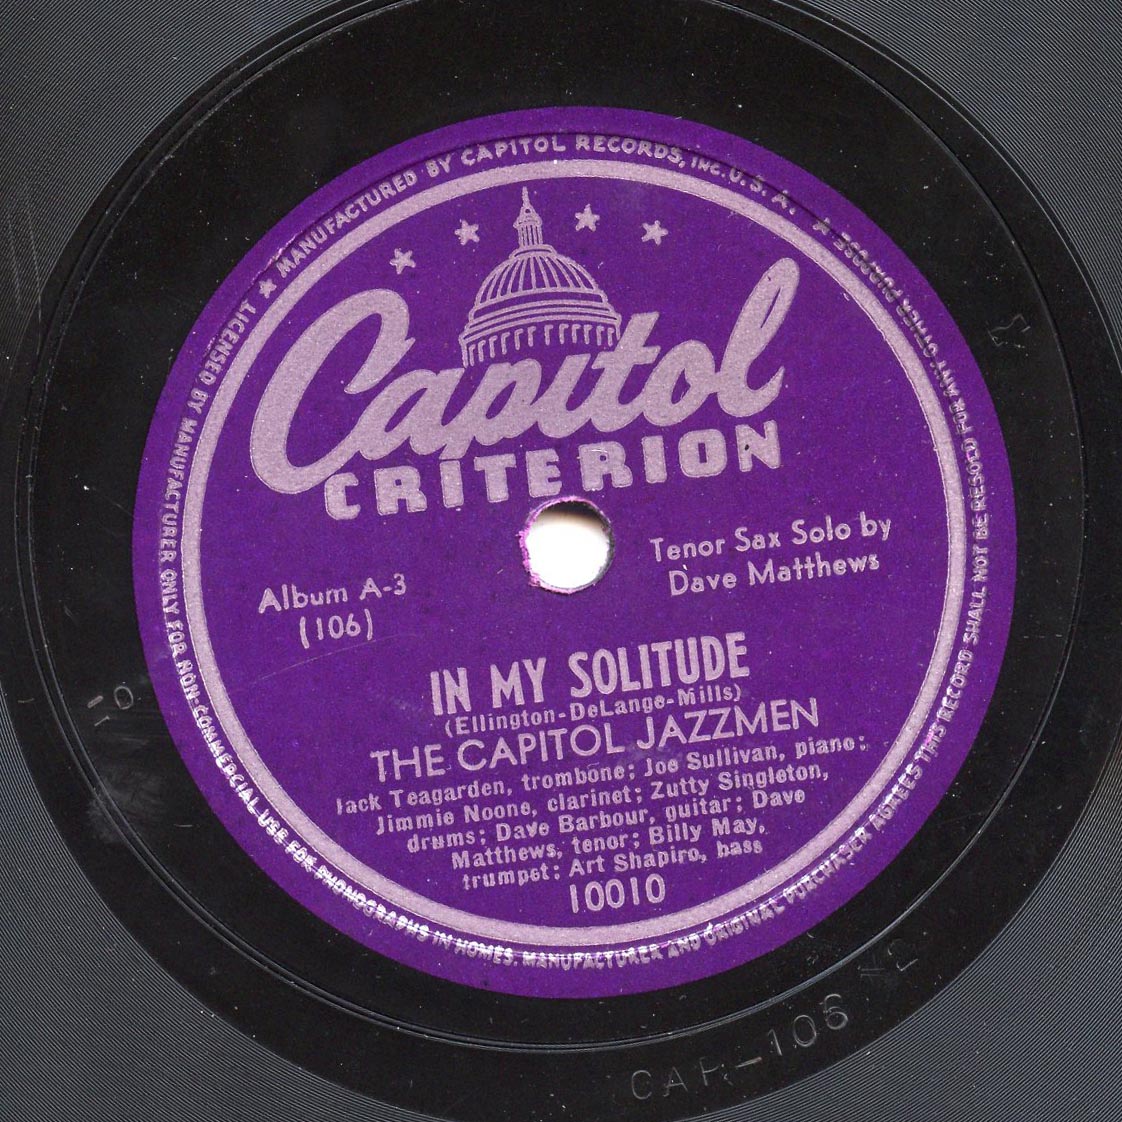 MANUFACTURED BY CAPITOL RECORDS, INC. U. S. A.
LICENSED BY MANUFACTURER ONLY FOR NON-COMMERCIAL USE FOR PHONOGRAPHS IN HOMES. MANUFACTURER AND ORIGINAL PURCHASER AGREES THIS RECORD SHALL NOT BE RESOLD FOR ANY OTHER PURPOSE
Capitol
CRITERION
Tenor Sax Solo by
Dave Matthews
Album A-3
(106)
IN MY SOLITUDE
(Ellington-DeLange-Mills)
THE CAPITOL JAZZMEN
Jack Teagarden, trombone; Joe Sullivan, piano;
Jimmie Noone, clarinet; Zutty Singleton,
drums; Dave Barbour, guitar; Dave
Matthews, tenor; Billy May,
trumpet; Art Shapiro, bass
10010
CAP-106